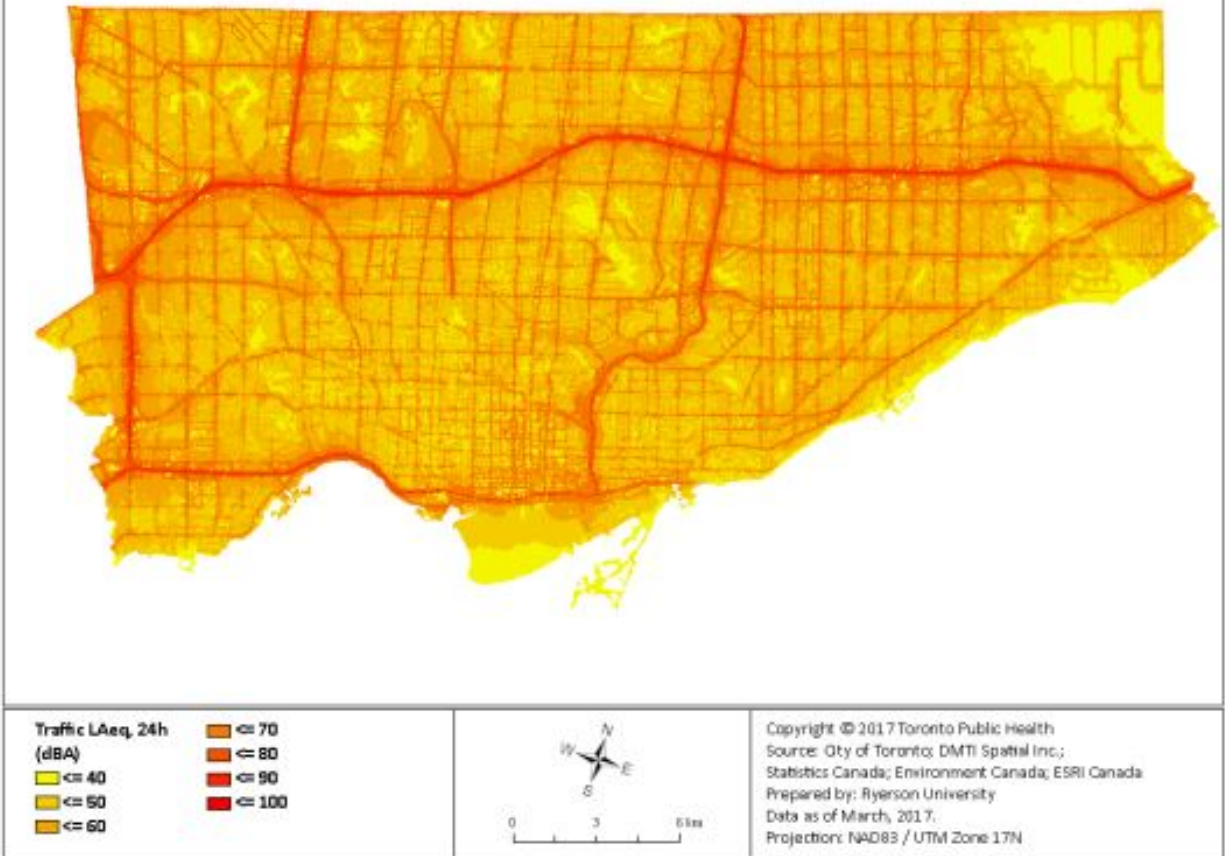 Traffic LAeq, 24h
(dBA)
<= 40
<= 50
<= 60
<= 70
<= 80
<= 90
<= 100
N
W
E
S
0 3 6 km
Copyright © 2017 Toronto Public Health
Source: City of Toronto; DMTI Spatial Inc.;
Statistics Canada; Environment Canada; ESRI Canada
Prepared by: Ryerson University
Data as of March, 2017.
Projection: NAD83 / UTM Zone 17N